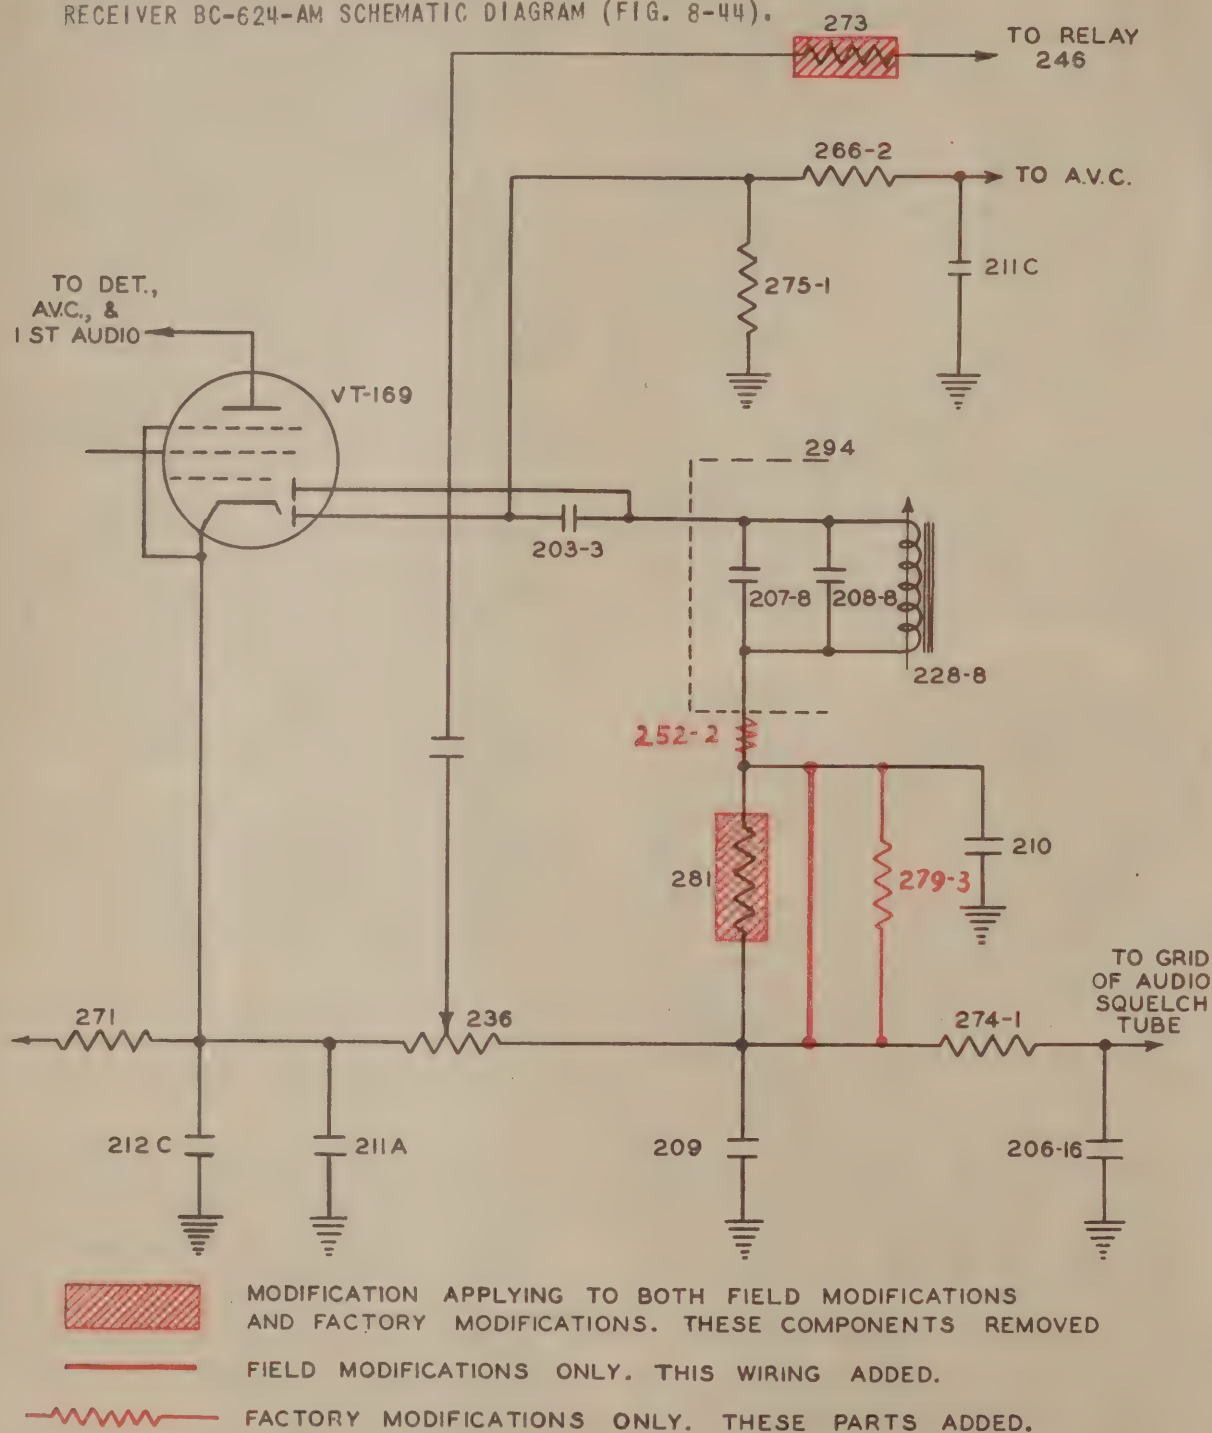 RECEIVER BC-624-AM SCHEMATIC DIAGRAM (FIG. 8-44).
273
TO RELAY
246
266-2
TO A.V.C.
275-1
211C
TO DET.,
A.V.C., &
1 ST AUDIO
VT-169
294
203-3
207-8
208-8
228-8
252-2
281
279-3
210
TO GRID
OF AUDIO
SQUELCH
TUBE
271
236
274-1
212 C
211A
209
206-16
MODIFICATION APPLYING TO BOTH FIELD MODIFICATIONS
AND FACTORY MODIFICATIONS. THESE COMPONENTS REMOVED
FIELD MODIFICATIONS ONLY. THIS WIRING ADDED.
FACTORY MODIFICATIONS ONLY. THESE PARTS ADDED.